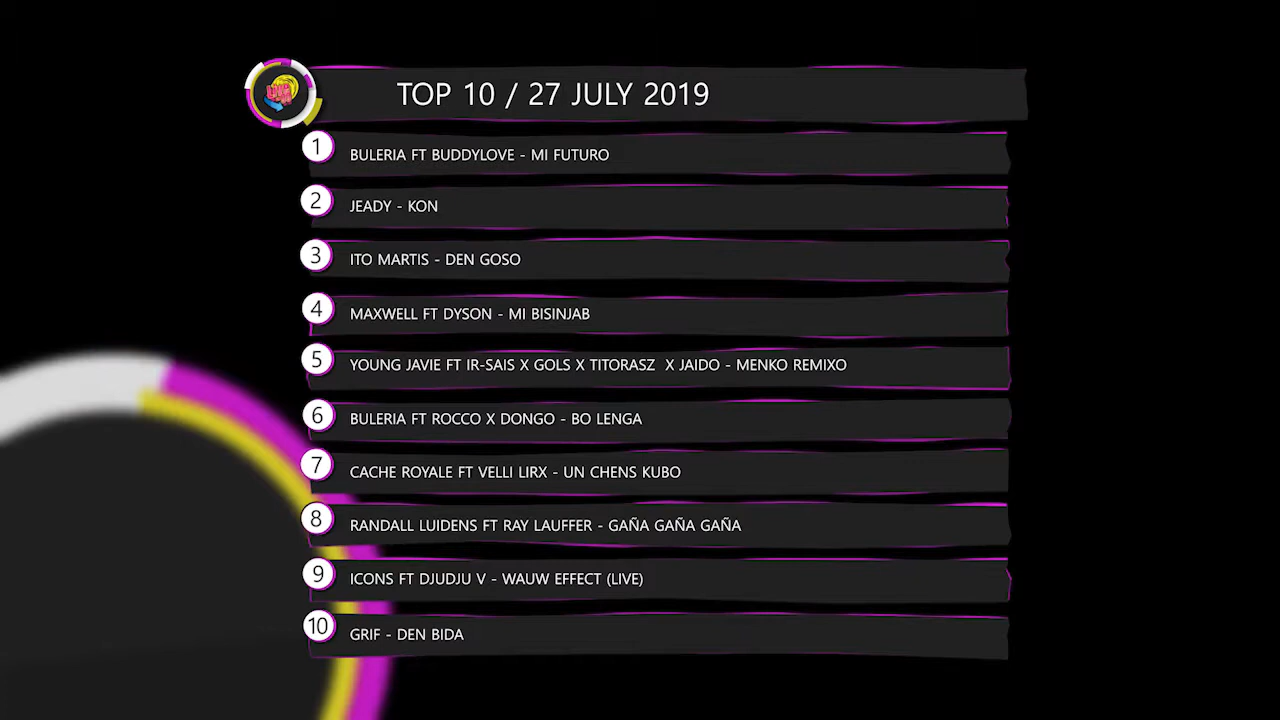 TOP 10 / 27 JULY 2019
1 BULERIA FT BUDDYLOVE - MI FUTURO
2 JEADY - KON
3 ITO MARTIS - DEN GOSO
4 MAXWELL FT DYSON - MI BISINJAB
5 YOUNG JAVIE FT IR-SAIS X GOLS X TITORASZ X JAIDO - MENKO REMIXO
6 BULERIA FT ROCCO X DONGO - BO LENGA
7 CACHE ROYALE FT VELLI LIRX - UN CHENS KUBO
8 RANDALL LUIDENS FT RAY LAUFFER - GAÑA GAÑA GAÑA
9 ICONS FT DJUDJU V - WAUW EFFECT (LIVE)
10 GRIF - DEN BIDA